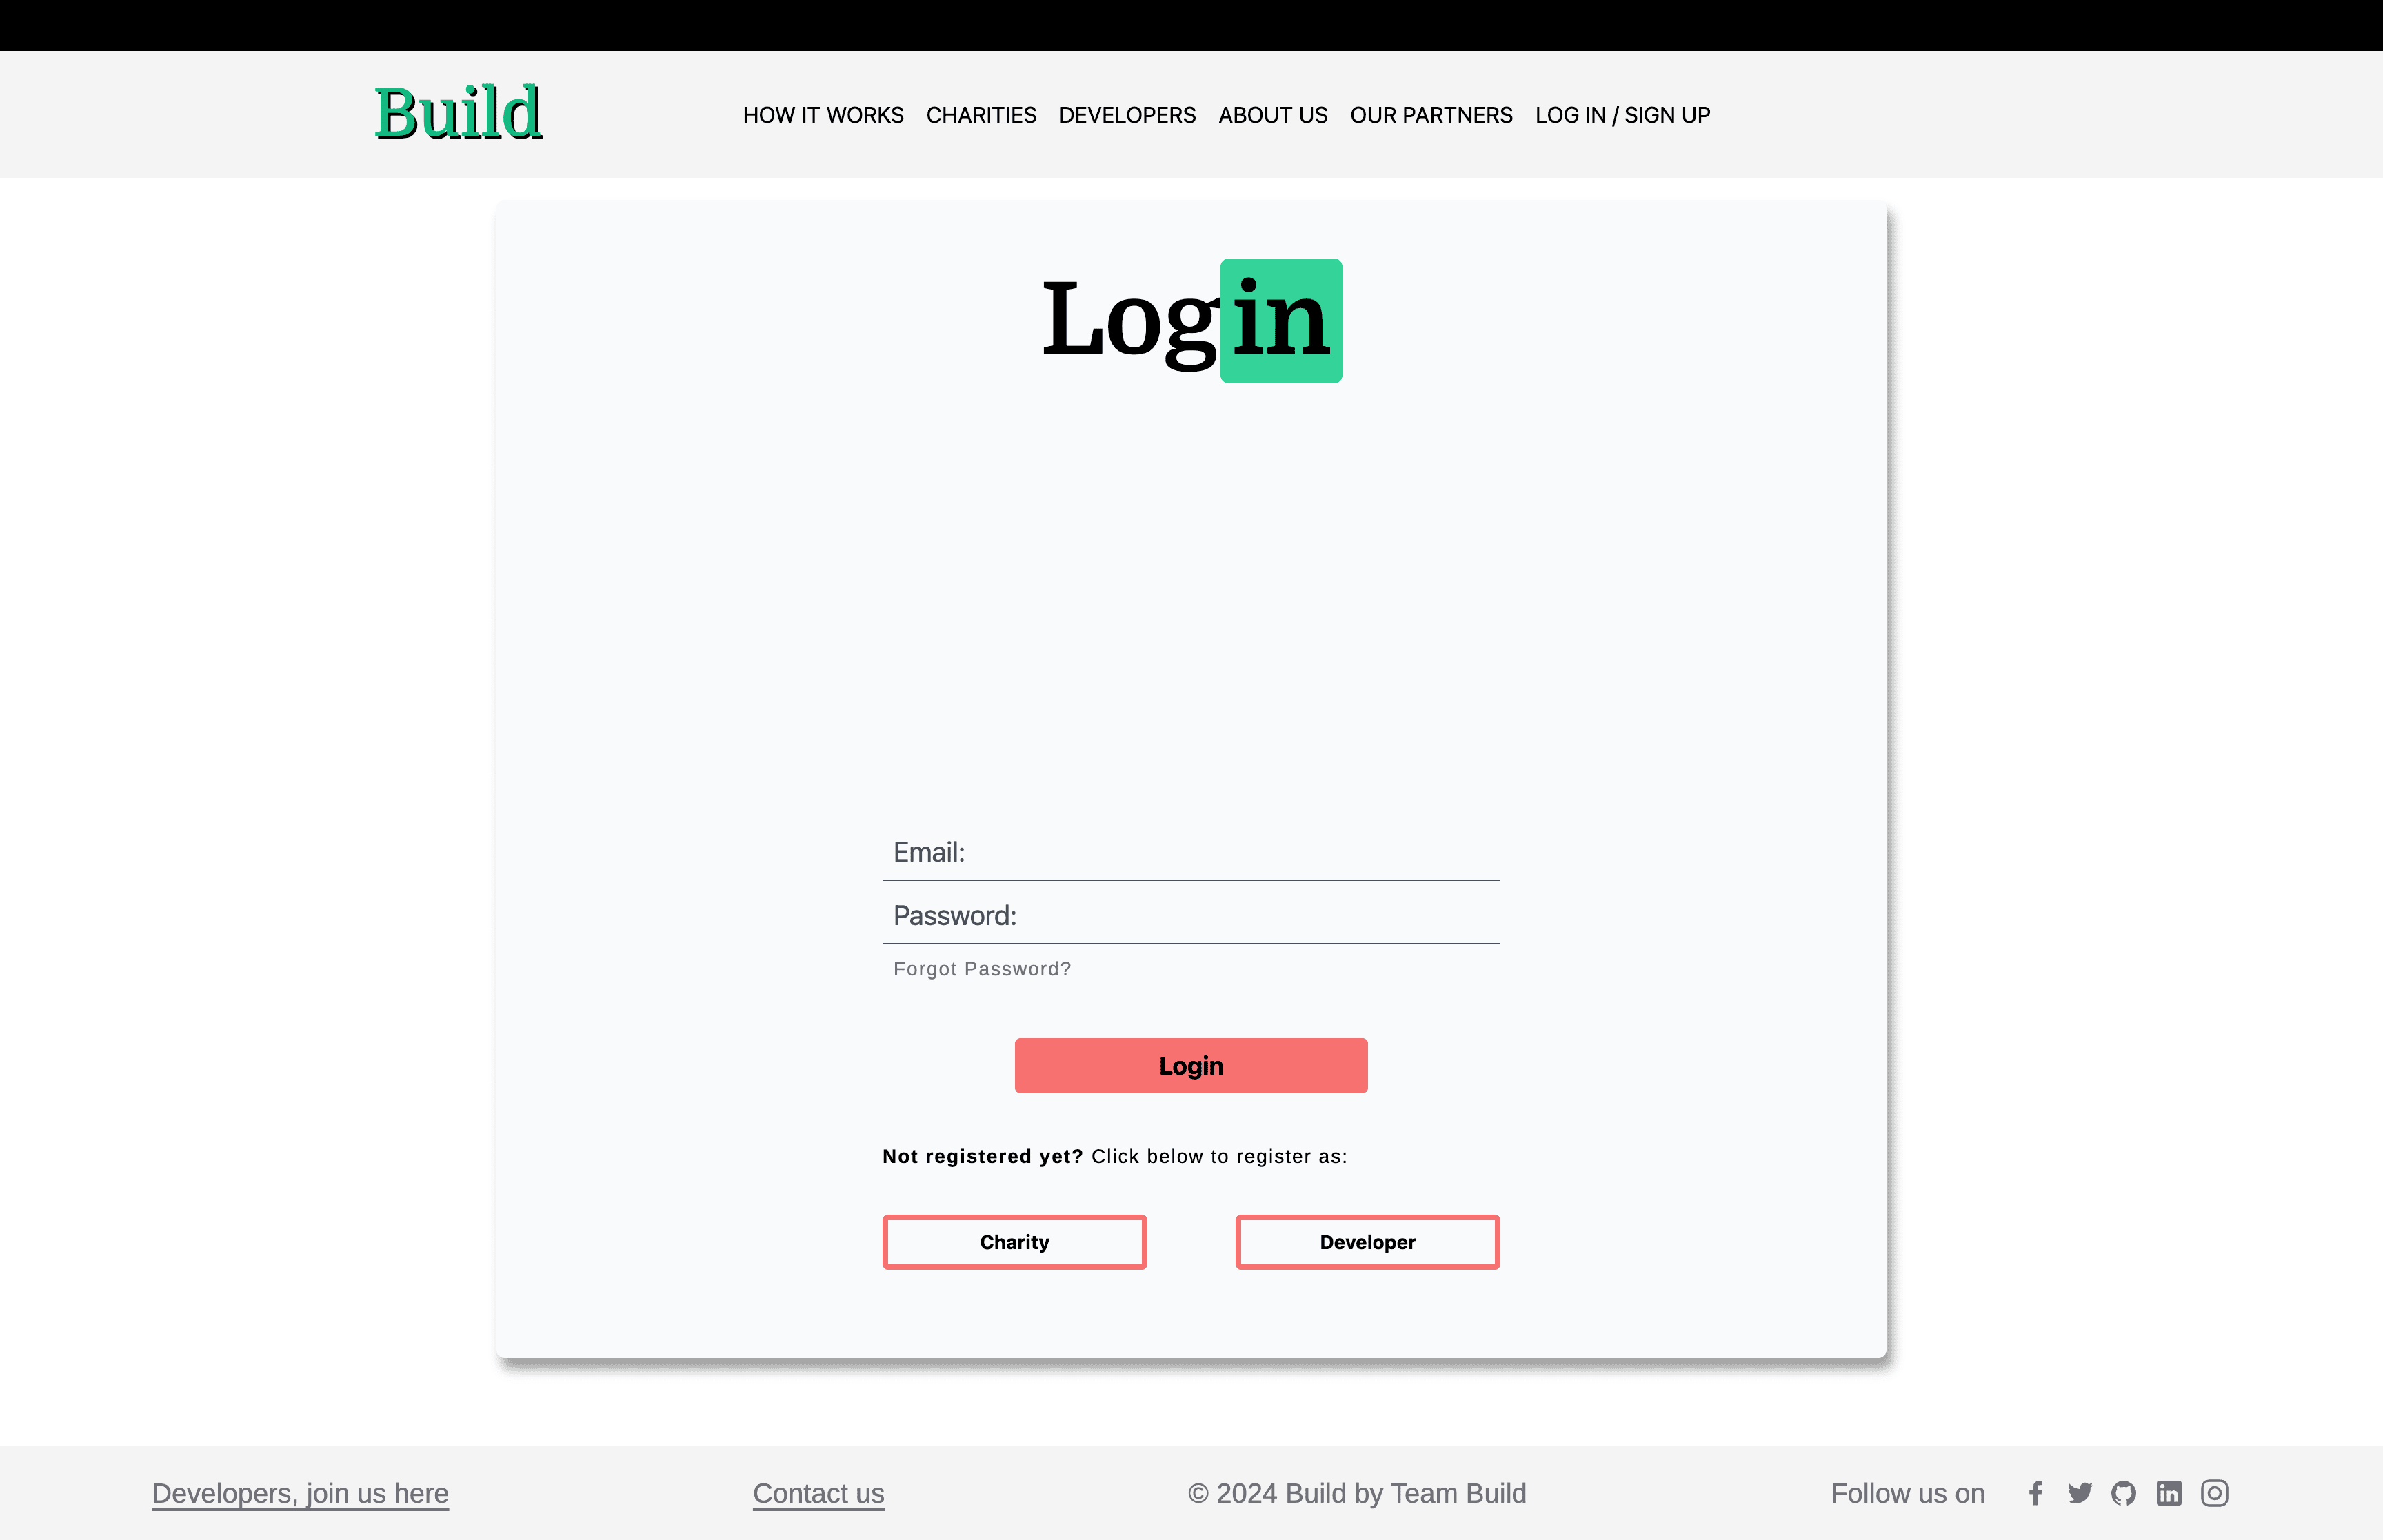 Build
HOW IT WORKS CHARITIES DEVELOPERS ABOUT US OUR PARTNERS LOG IN / SIGN UP
Login
Email:
Password:
Forgot Password?
Login
Not registered yet? Click below to register as:
Charity Developer
Developers, join us here Contact us © 2024 Build by Team Build Follow us on